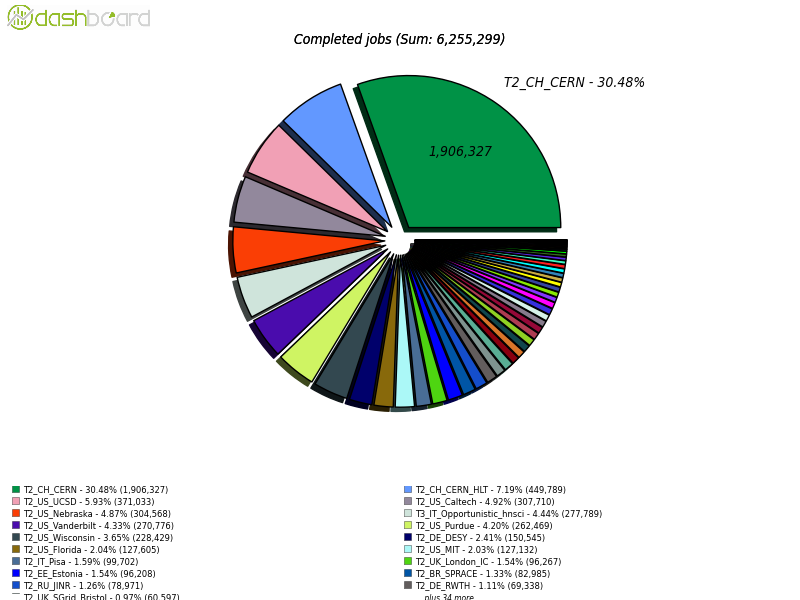 dashboard
Completed jobs (Sum: 6,255,299)
T2_CH_CERN - 30.48%
1,906,327
T2_CH_CERN - 30.48% (1,906,327)
T2_CH_CERN_HLT - 7.19% (449,789)
T2_US_UCSD - 5.93% (371,033)
T2_US_Caltech - 4.92% (307,710)
T2_US_Nebraska - 4.87% (304,568)
T3_IT_Opportunistic_hnsci - 4.44% (277,789)
T2_US_Vanderbilt - 4.33% (270,776)
T2_US_Purdue - 4.20% (262,469)
T2_US_Wisconsin - 3.65% (228,429)
T2_DE_DESY - 2.41% (150,545)
T2_US_Florida - 2.04% (127,605)
T2_US_MIT - 2.03% (127,132)
T2_IT_Pisa - 1.59% (99,702)
T2_UK_London_IC - 1.54% (96,267)
T2_EE_Estonia - 1.54% (96,208)
T2_BR_SPRACE - 1.33% (82,985)
T2_RU_JINR - 1.26% (78,971)
T2_DE_RWTH - 1.11% (69,338)
T2_UK_SGrid_Bristol - 0.97% (60,597)
plus 34 more